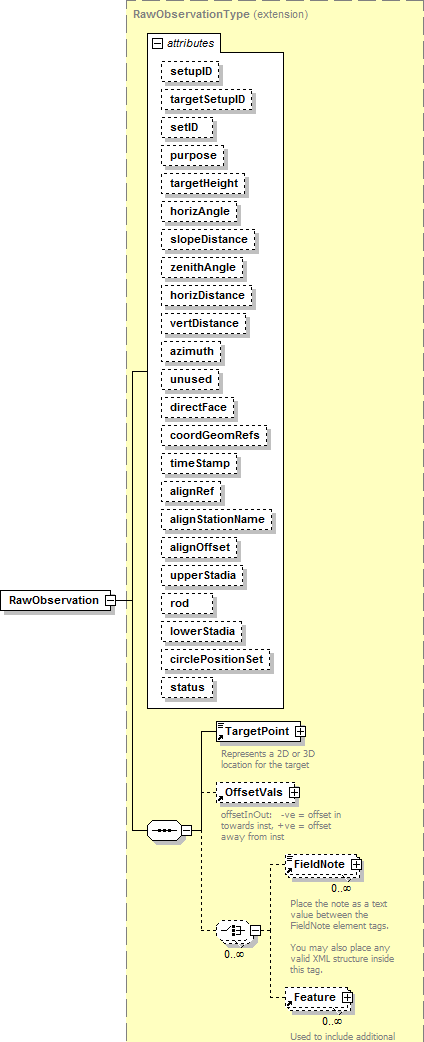 RawObservationType (extension)
attributes
setupID
targetSetupID
setID
purpose
targetHeight
horizAngle
slopeDistance
zenithAngle
horizDistance
vertDistance
azimuth
unused
directFace
coordGeomRefs
timeStamp
alignRef
alignStationName
alignOffset
upperStadia
RawObservation
rod
lowerStadia
circlePositionSet
status
TargetPoint
Represents a 2D or 3D
location for the target
OffsetVals
offsetInOut: -ve = offset in
towards inst, +ve = offset
away from inst
FieldNote
0..∞
Place the note as a text
value between the
FieldNote element tags.
You may also place any
valid XML structure inside
this tag.
0..∞
Feature
0..∞
Used to include additional